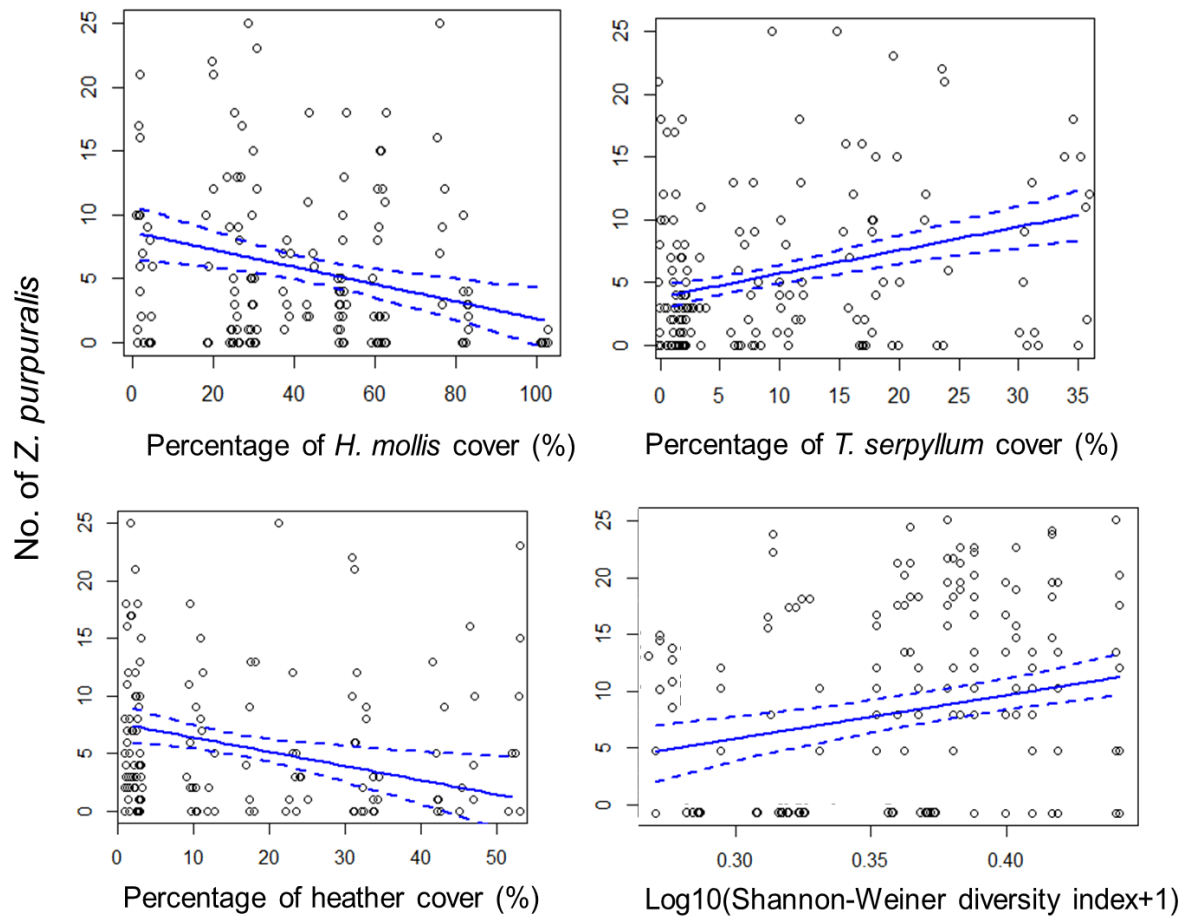 No. of Z. purpuralis
25
20
15
10
5
0
0 20 40 60 80 100
Percentage of H. mollis cover (%)
25
20
15
10
5
0
0 5 10 15 20 25 30 35
Percentage of T. serpyllum cover (%)
25
20
15
10
5
0
0 10 20 30 40 50
Percentage of heather cover (%)
25
20
15
10
5
0
0.30 0.35 0.40
Log10(Shannon-Weiner diversity index+1)